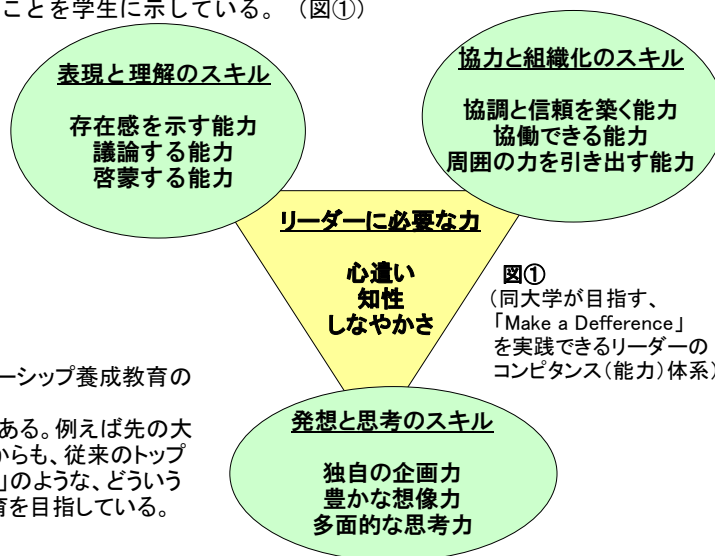 ことを学生に示している。（図①）
表現と理解のスキル
存在感を示す能力
議論する能力
啓蒙する能力
協力と組織化のスキル
協調と信頼を築く能力
協働できる能力
周囲の力を引き出す能力
リーダーに必要な力
心遣い
知性
しなやかさ
図①
（同大学が目指す、
「Make a Defference」
を実践できるリーダーの
コンピタンス（能力）体系）
ーシップ養成教育の
ある。例えば先の大
からも、従来のトップ
」のような、どういう
育を目指している。
発想と思考のスキル
独自の企画力
豊かな想像力
多面的な思考力